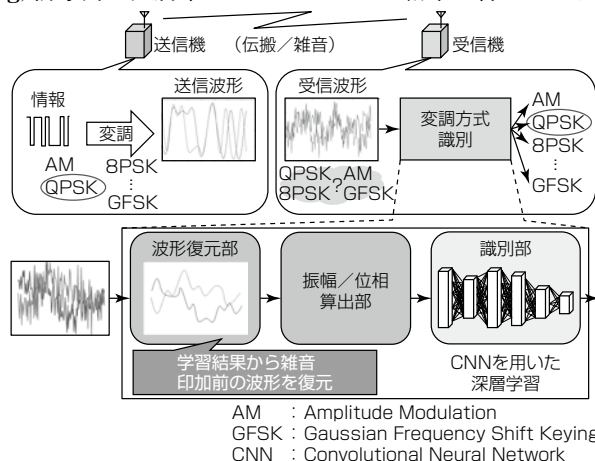 送信機 （伝搬／雑音） 受信機
情報 送信波形
変調
AM 8PSK
QPSK ⋮
GFSK
受信波形
変調方式
識別
QPSK ? AM
8PSK GFSK
AM
QPSK
8PSK
⋮
GFSK
波形復元部
振幅／位相
算出部
識別部
学習結果から雑音
印加前の波形を復元
CNNを用いた
深層学習
AM ：Amplitude Modulation
GFSK：Gaussian Frequency Shift Keying
CNN ：Convolutional Neural Network